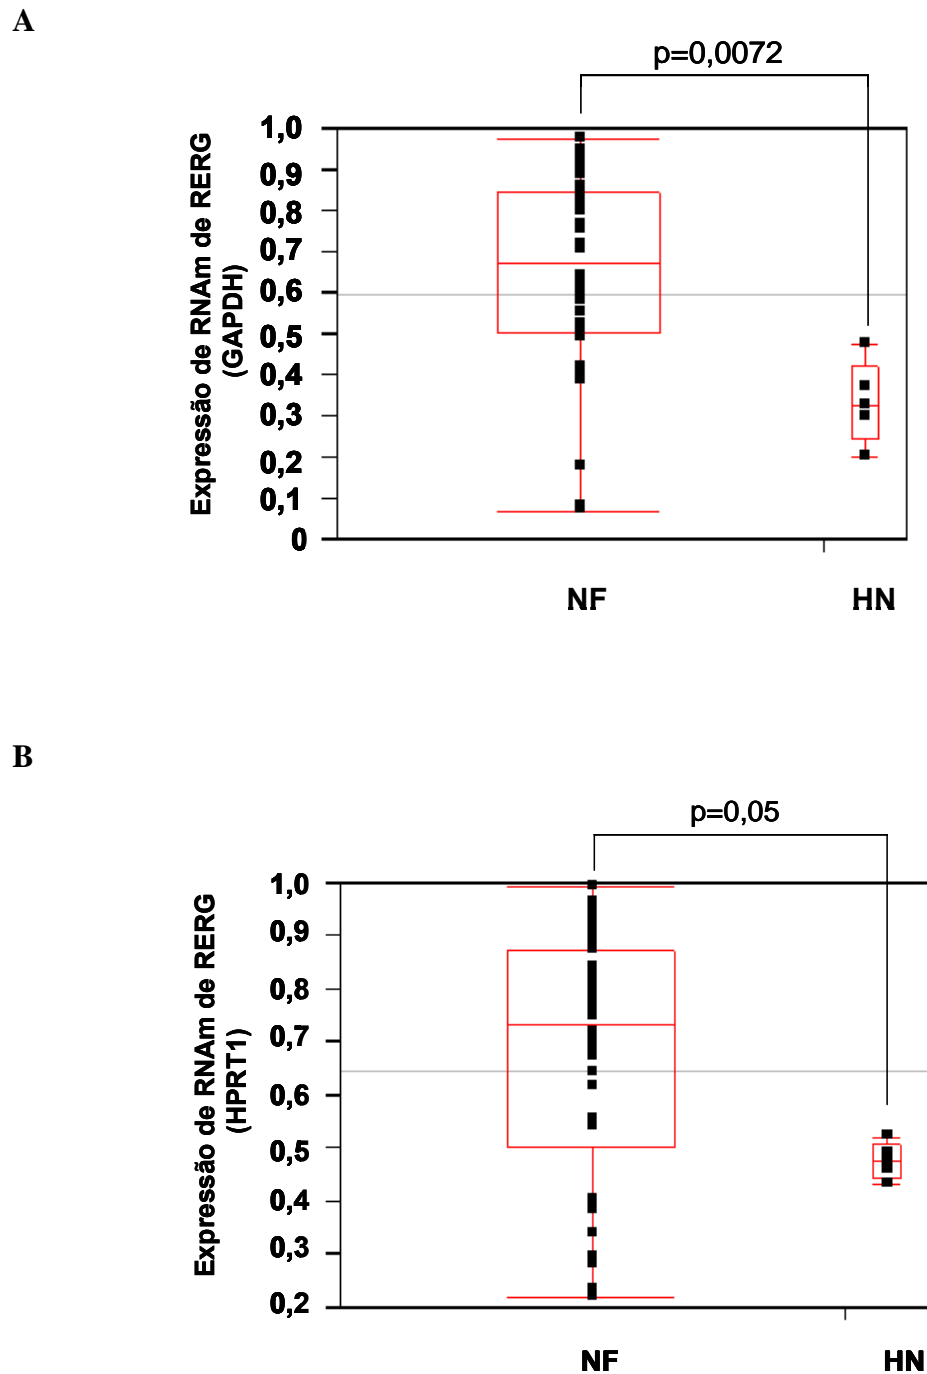 A
p=0,0072
Expressão de RNAm de RERG
(GAPDH)
1,0
0,9
0,8
0,7
0,6
0,5
0,4
0,3
0,2
0,1
0
NF HN
B
p=0,05
Expressão de RNAm de RERG
(HPRT1)
1,0
0,9
0,8
0,7
0,6
0,5
0,4
0,3
0,2
NF HN